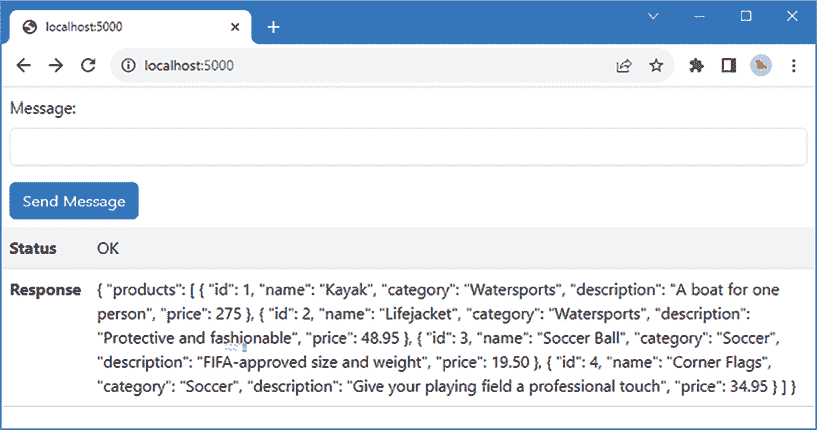 localhost:5000
localhost:5000
Message:
Send Message
Status OK
Response { "products": [ { "id": 1, "name": "Kayak", "category": "Watersports", "description": "A boat for one
person", "price": 275 }, { "id": 2, "name": "Lifejacket", "category": "Watersports", "description":
"Protective and fashionable", "price": 48.95 }, { "id": 3, "name": "Soccer Ball", "category": "Soccer",
"description": "FIFA-approved size and weight", "price": 19.50 }, { "id": 4, "name": "Corner Flags",
"category": "Soccer", "description": "Give your playing field a professional touch", "price": 34.95 } ] }